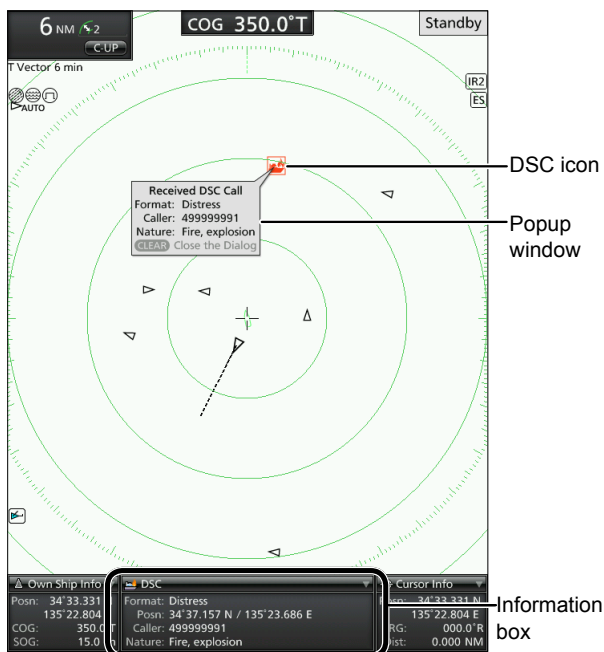 6 NM 2
C-UP
COG 350.0°T
Standby
T Vector 6 min
AUTO
IR2
ES
DSC icon
Received DSC Call
Format: Distress
Caller: 499999991
Nature: Fire, explosion
CLEAR Close the Dialog
Popup
window
Own Ship Info
Posn: 34°33.331
135°22.804
COG: 350.0°T
SOG: 15.0
DSC
Format: Distress
Posn: 34°37.157 N / 135°23.686 E
Caller: 499999991
Nature: Fire, explosion
Cursor Info
34°33.331 N
135°22.804 E
000.0°R
0.000 NM
Information
box